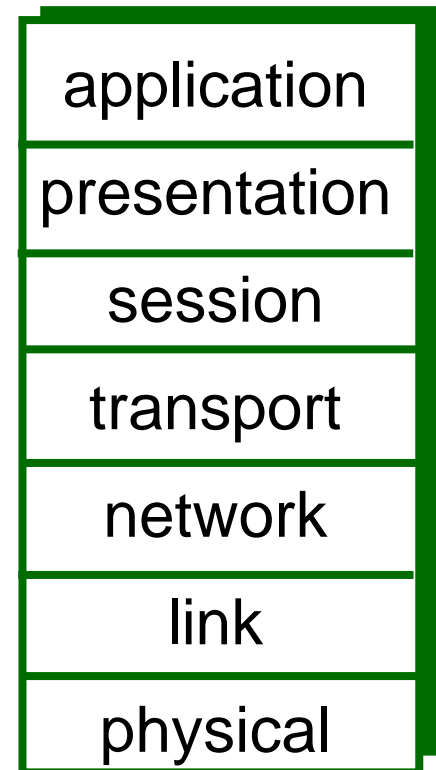 application
presentation
session
transport
network
link
physical